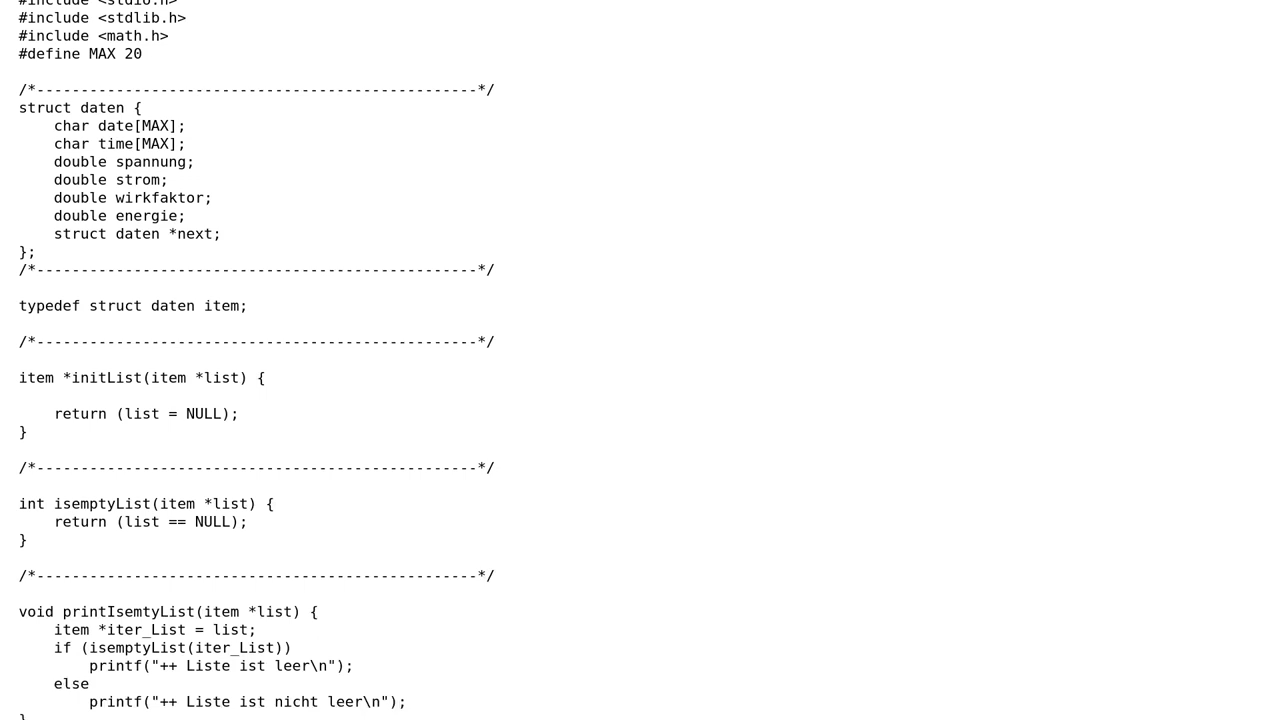 #include <stdio.h>
#include <stdlib.h>
#include <math.h>
#define MAX 20
/*--------------------------------------------------*/
struct daten {
    char date[MAX];
    char time[MAX];
    double spannung;
    double strom;
    double wirkfaktor;
    double energie;
    struct daten *next;
};
/*--------------------------------------------------*/
typedef struct daten item;
/*--------------------------------------------------*/
item *initList(item *list) {
    return (list = NULL);
}
/*--------------------------------------------------*/
int isemptyList(item *list) {
    return (list == NULL);
}
/*--------------------------------------------------*/
void printIsemtyList(item *list) {
    item *iter_List = list;
    if (isemptyList(iter_List))
        printf("++ Liste ist leer\n");
    else
        printf("++ Liste ist nicht leer\n");
}